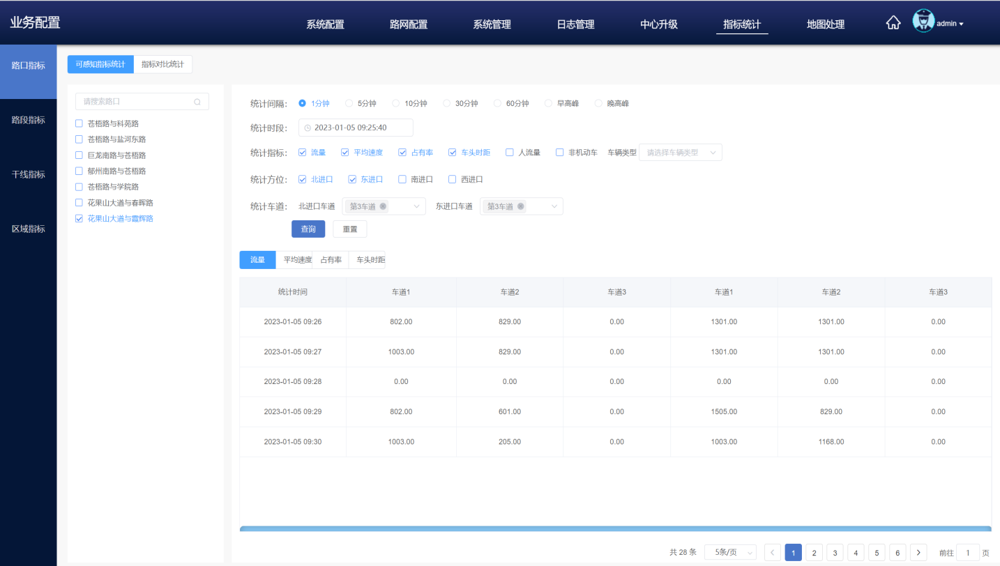 业务配置 系统配置 路网配置 系统管理 日志管理 中心升级 指标统计 地图处理 admin
路口指标
路段指标
干线指标
区域指标
可感知指标统计 指标对比统计
请搜索路口
苍梧路与科苑路
苍梧路与盐河东路
巨龙南路与苍梧路
郁州南路与苍梧路
苍梧路与学院路
花果山大道与春晖路
花果山大道与霞辉路
统计间隔: 1分钟 5分钟 10分钟 30分钟 60分钟 早高峰 晚高峰
统计时段: 2023-01-05 09:25:40
统计指标: 流量 平均速度 占有率 车头时距 人流量 非机动车 车辆类型 请选择车辆类型
统计方位: 北进口 东进口 南进口 西进口
统计车道: 北进口车道 第3车道 东进口车道 第3车道
查询 重置
流量 平均速度 占有率 车头时距
统计时间 车道1 车道2 车道3 车道1 车道2 车道3
2023-01-05 09:26 802.00 829.00 0.00 1301.00 1301.00 0.00
2023-01-05 09:27 1003.00 829.00 0.00 1301.00 1301.00 0.00
2023-01-05 09:28 0.00 0.00 0.00 0.00 0.00 0.00
2023-01-05 09:29 802.00 601.00 0.00 1505.00 829.00 0.00
2023-01-05 09:30 1003.00 205.00 0.00 1003.00 1168.00 0.00
共 28 条 5条/页 1 2 3 4 5 6 前往 1 页